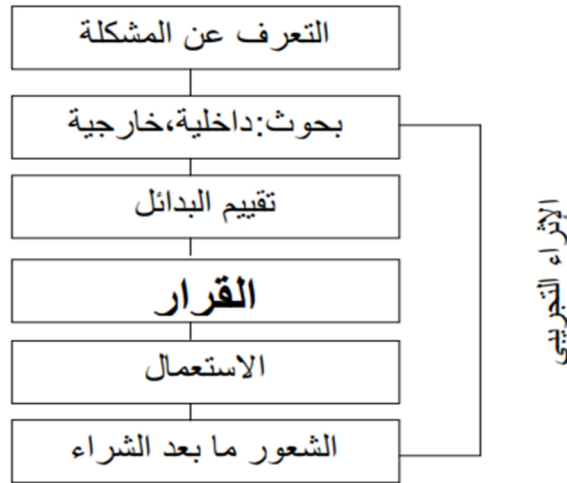 التعرف عن المشكلة
بحوث:داخلية،خارجية
تقييم البدائل
القرار
الاستعمال
الشعور ما بعد الشراء
الإثراء التجريبي